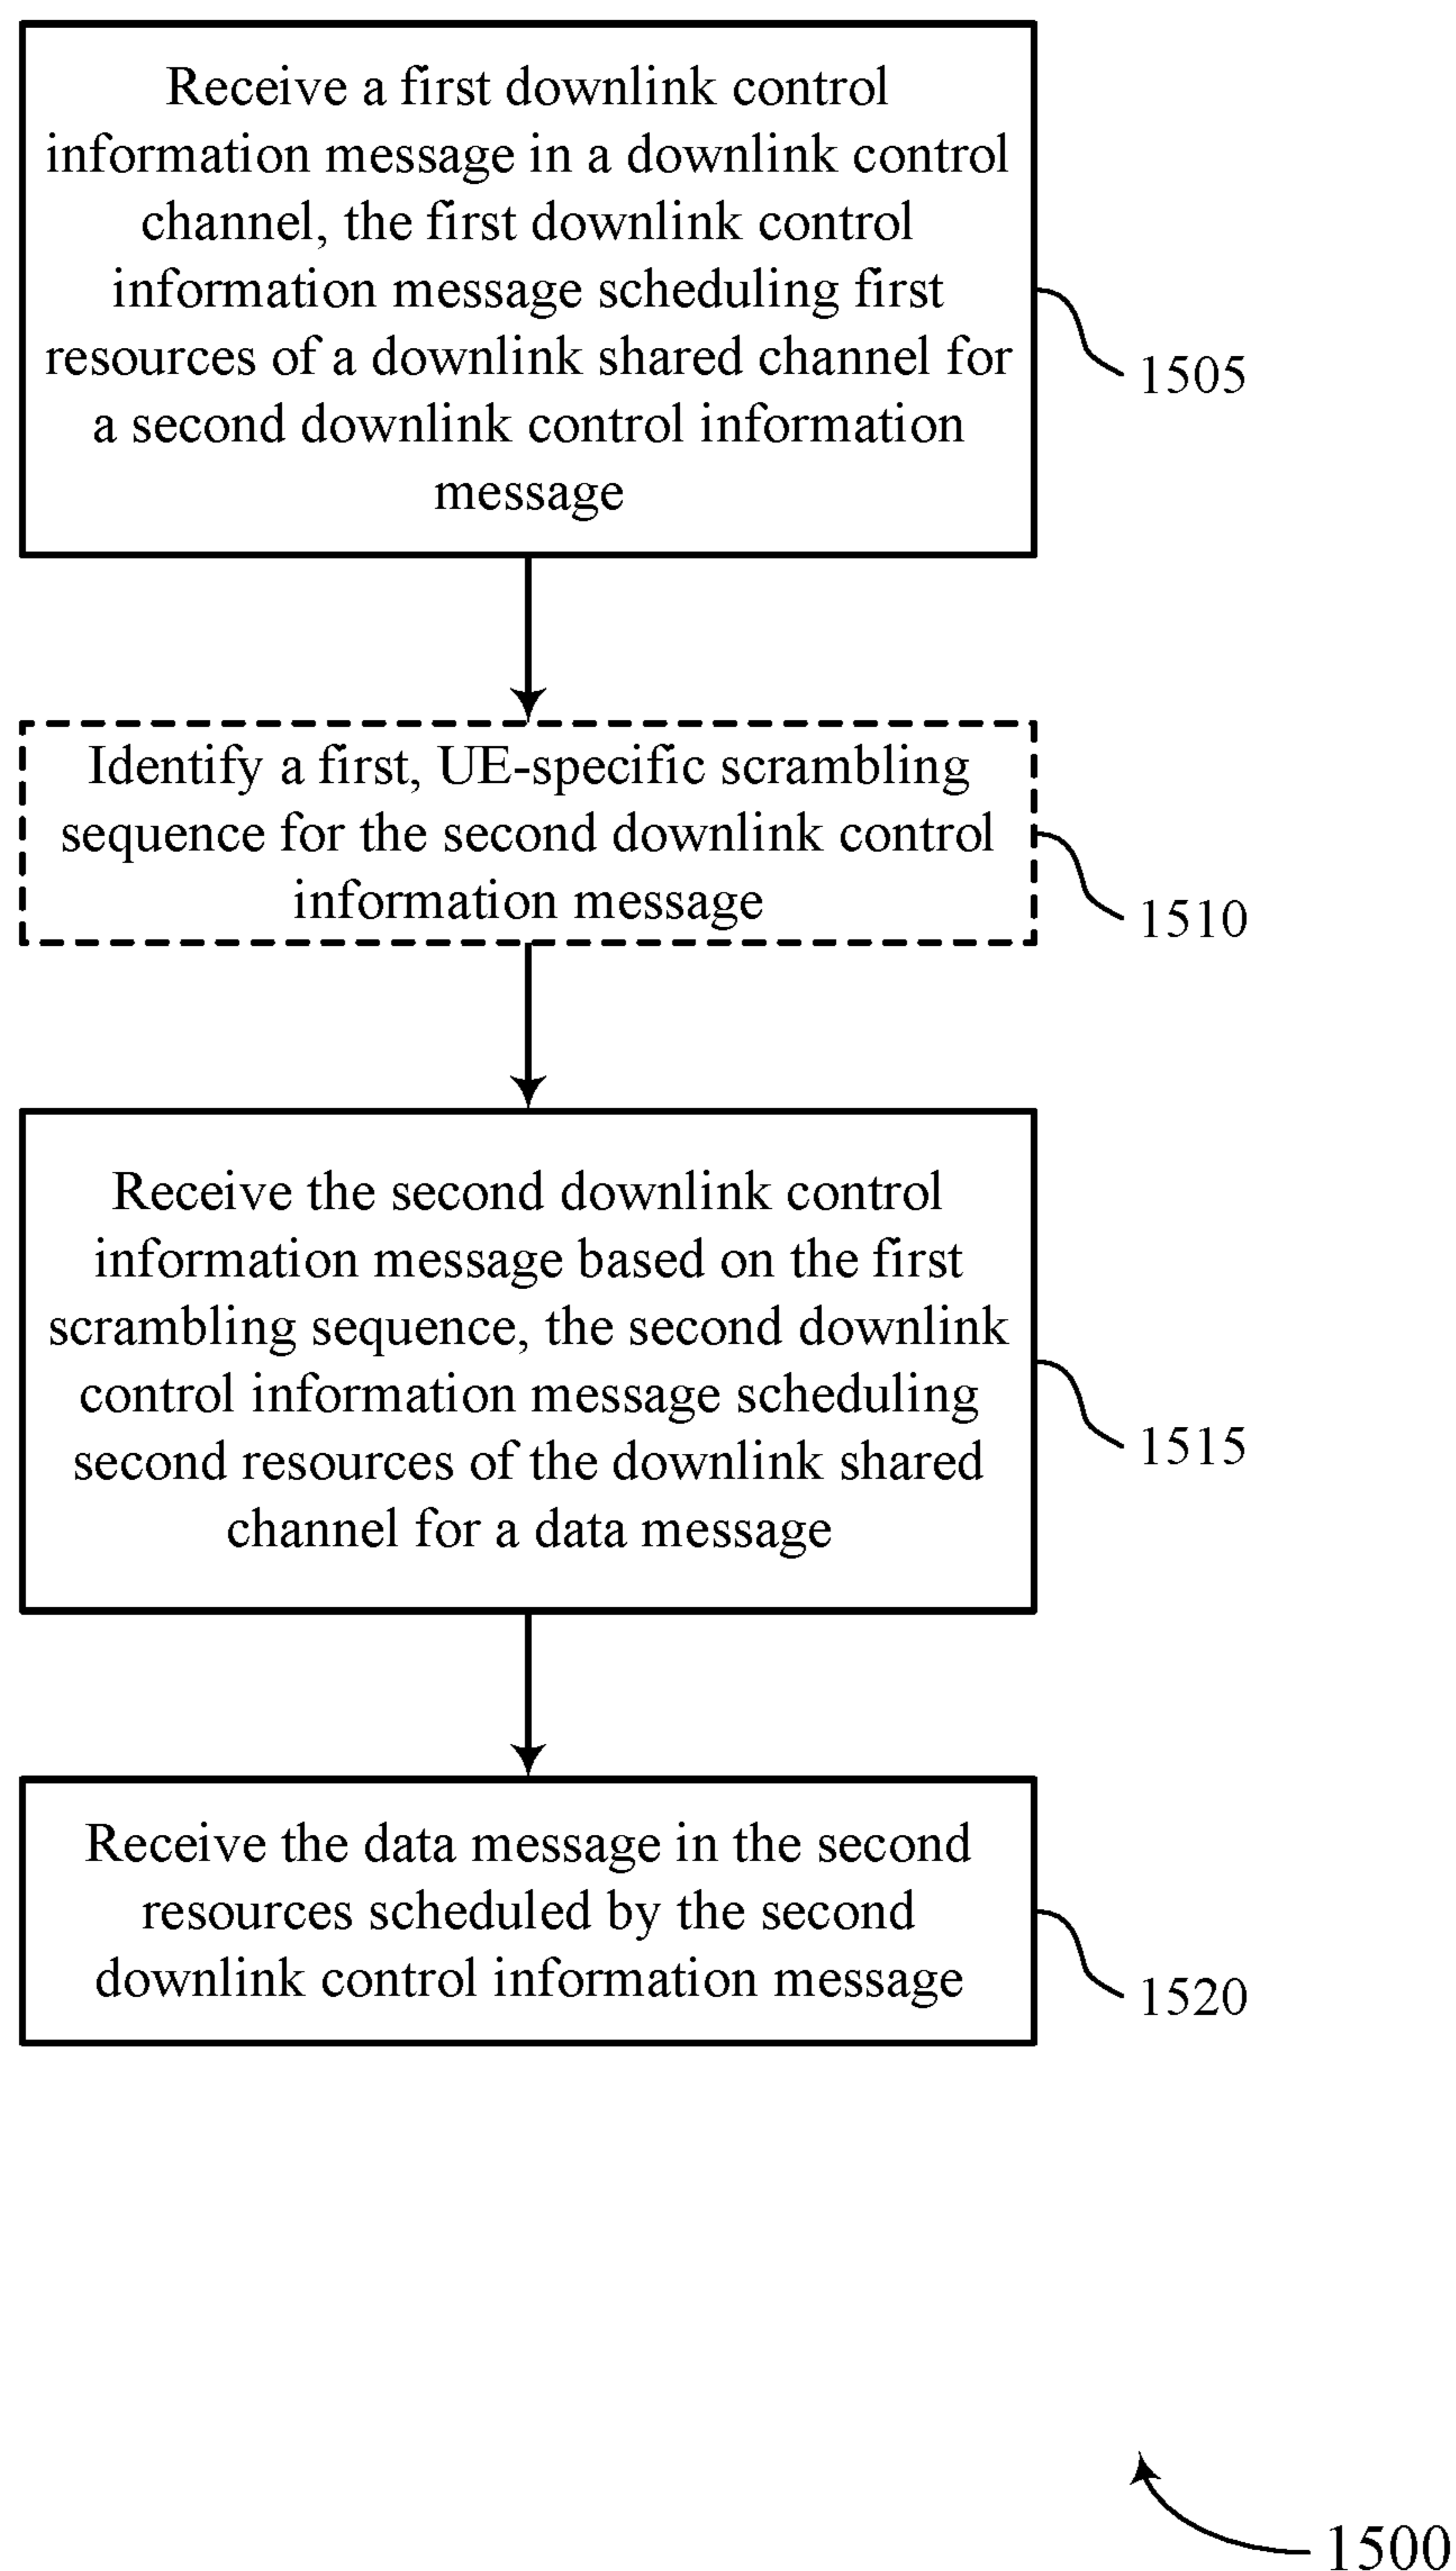 Receive a first downlink control
information message in a downlink control
channel, the first downlink control
information message scheduling first
resources of a downlink shared channel for
a second downlink control information
message
1505
Identify a first, UE-specific scrambling
sequence for the second downlink control
information message
1510
Receive the second downlink control
information message based on the first
scrambling sequence, the second downlink
control information message scheduling
second resources of the downlink shared
channel for a data message
1515
Receive the data message in the second
resources scheduled by the second
downlink control information message
1520
1500